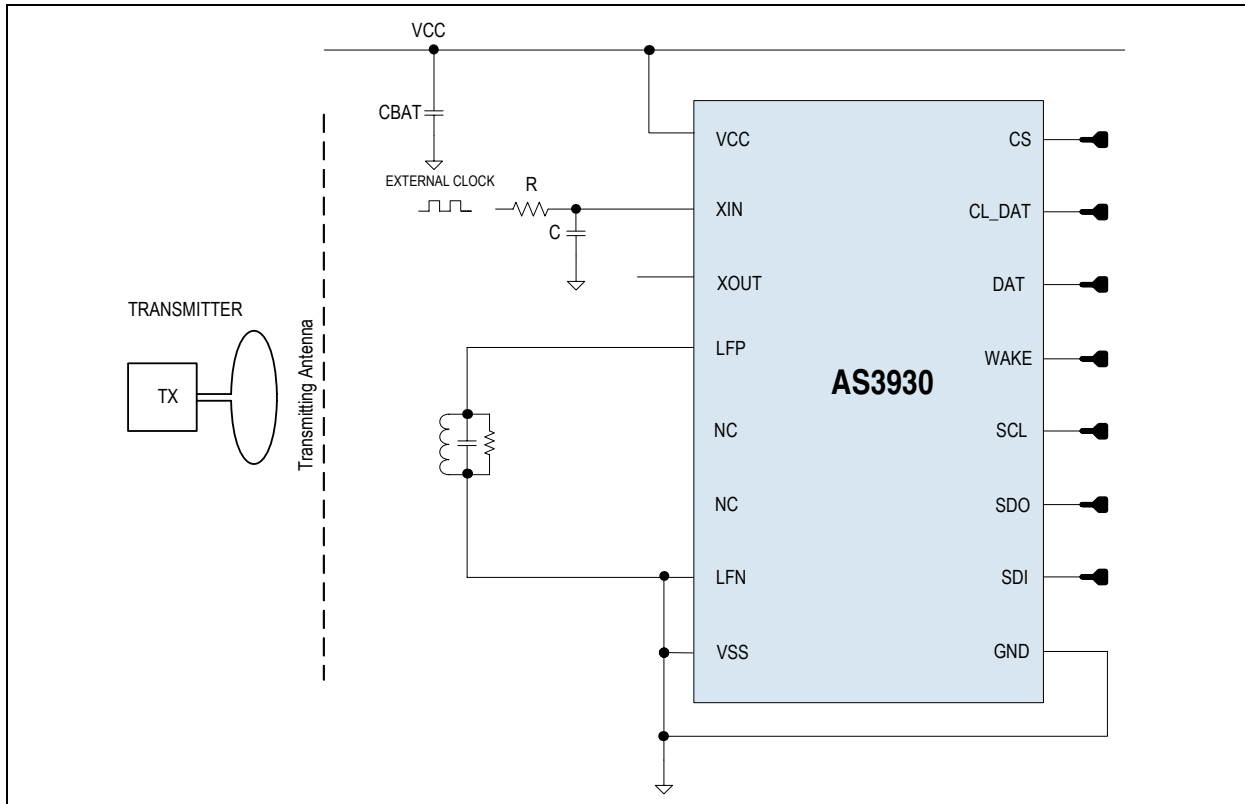 VCC
CBAT
EXTERNAL CLOCK
R
C
TRANSMITTER
TX
Transmitting Antenna
AS3930
VCC
XIN
XOUT
LFP
NC
NC
LFN
VSS
CS
CL_DAT
DAT
WAKE
SCL
SDO
SDI
GND